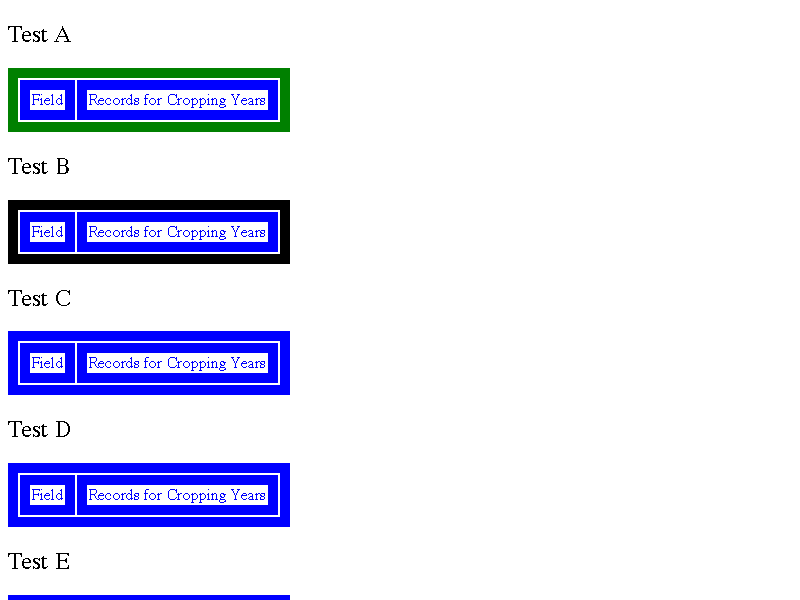 Test A
Field Records for Cropping Years
Test B
Field Records for Cropping Years
Test C
Field Records for Cropping Years
Test D
Field Records for Cropping Years
Test E